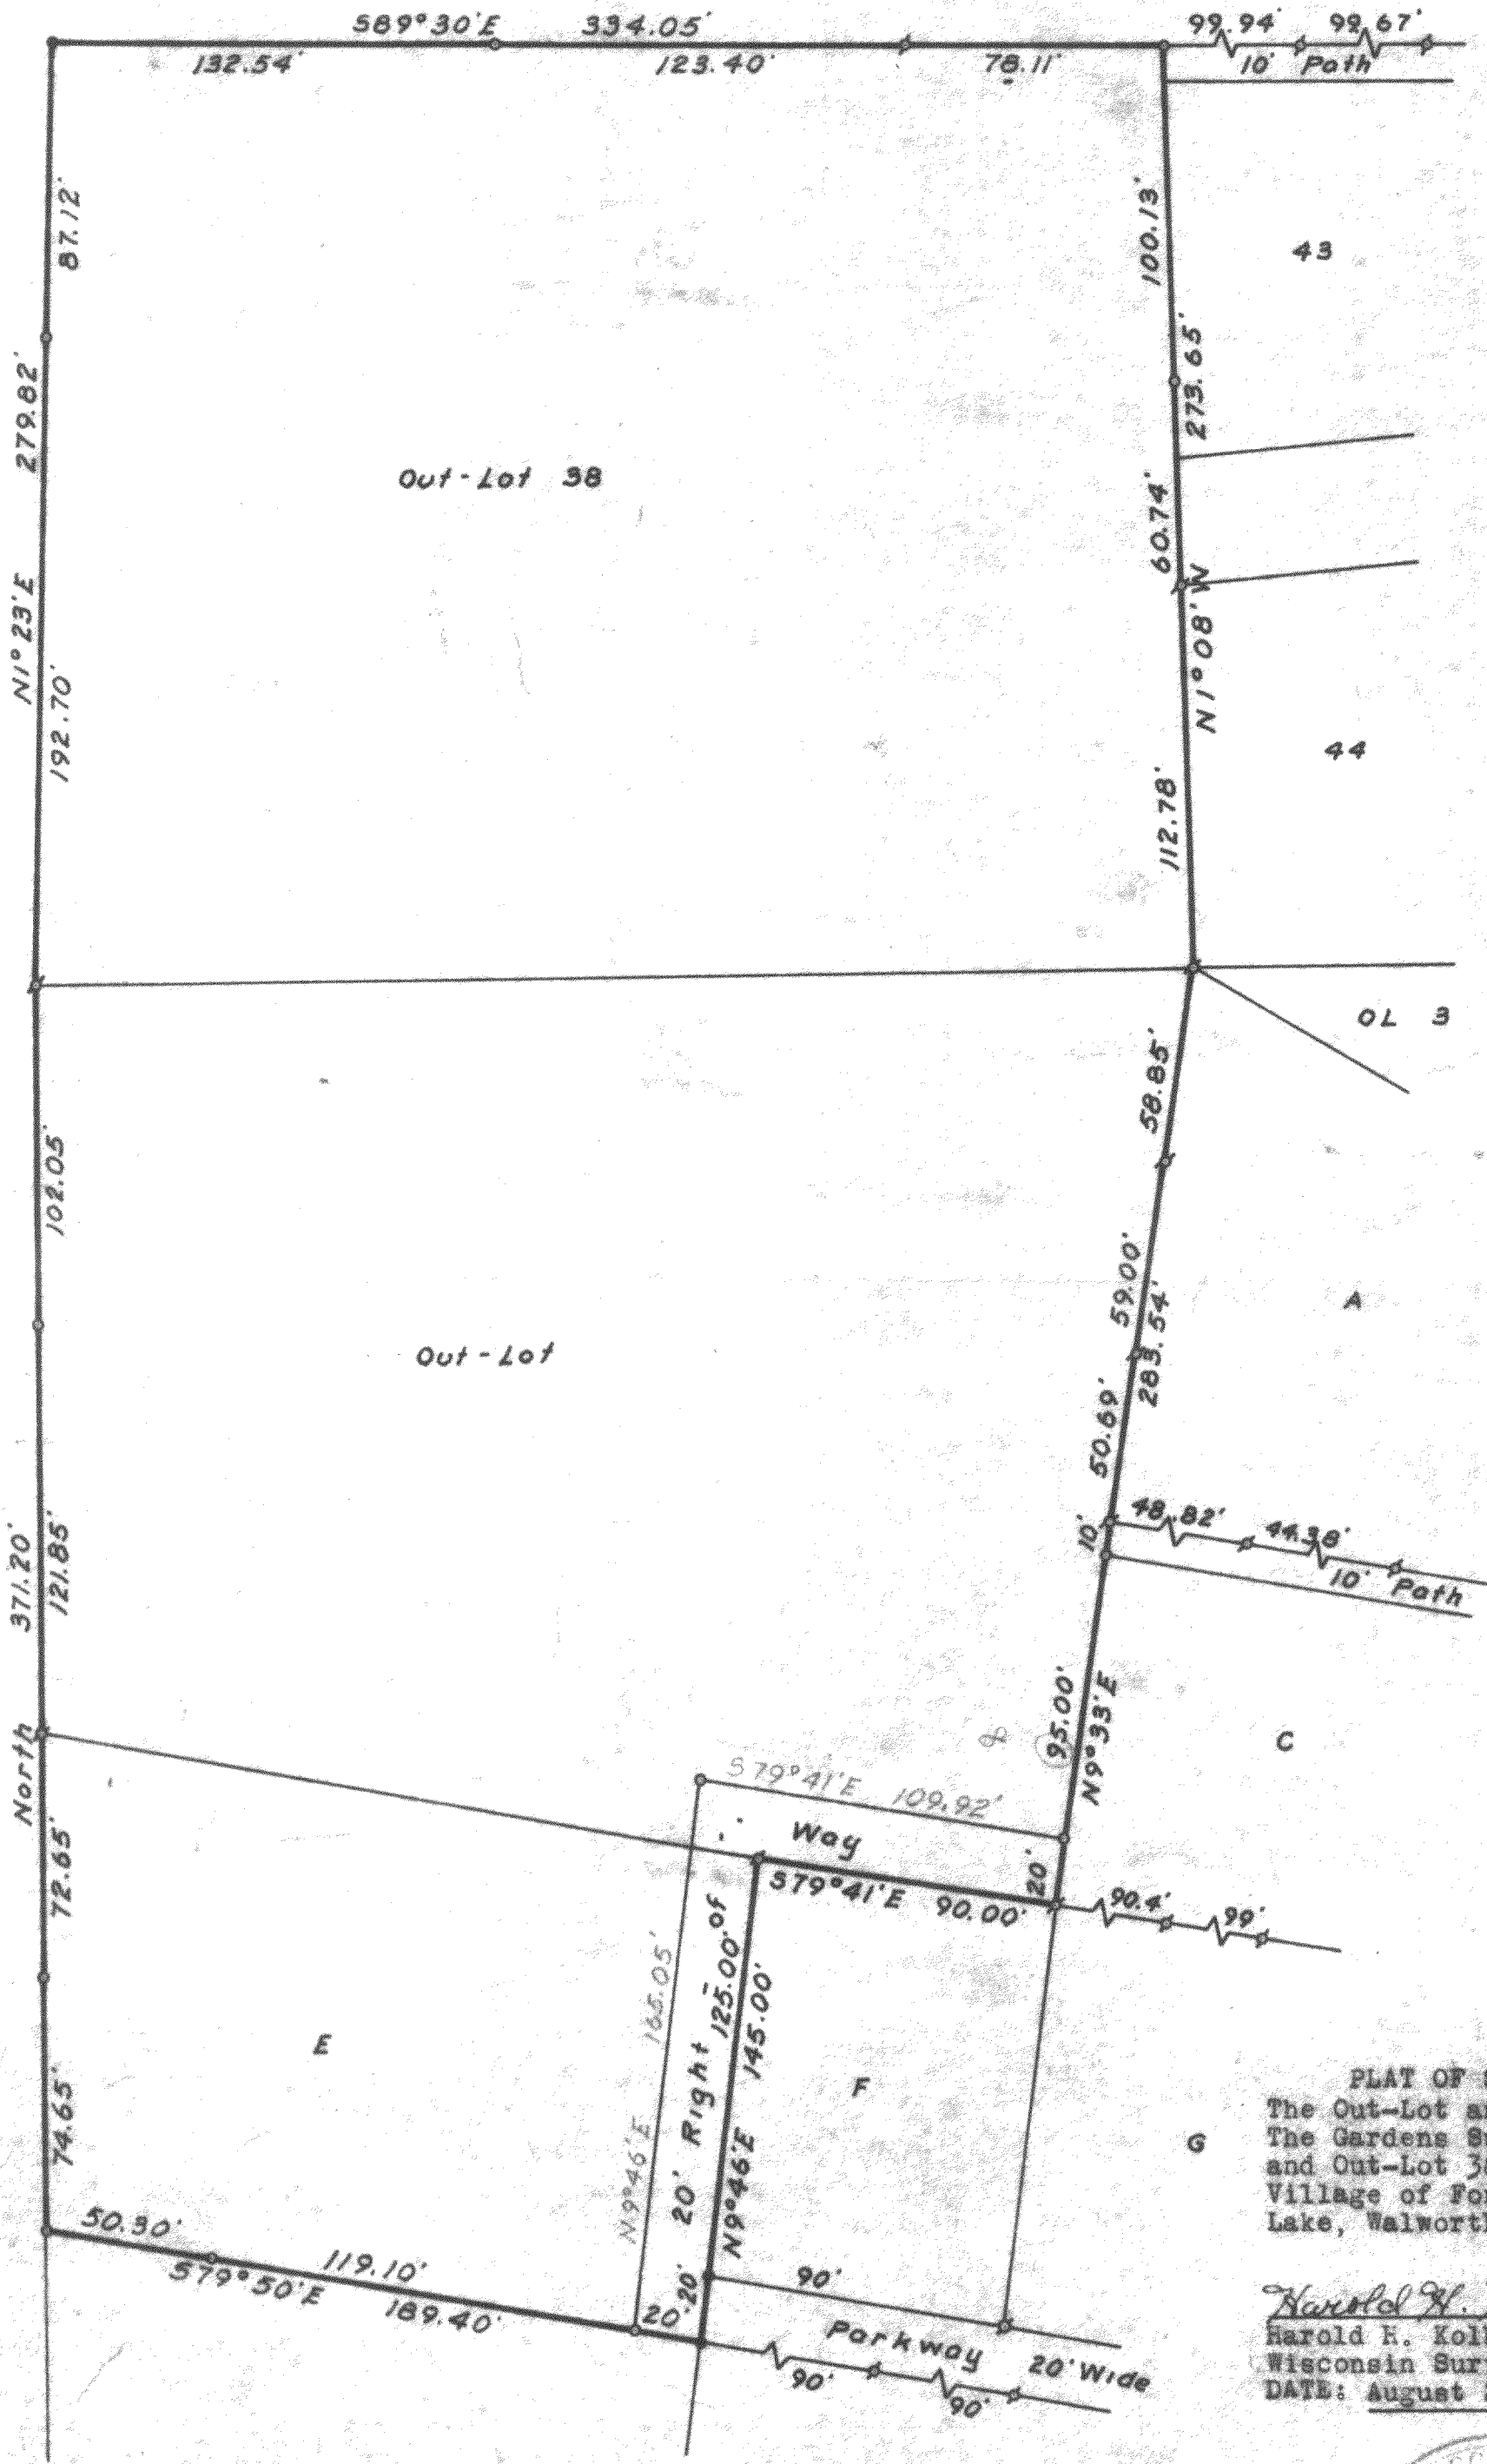 S89°30'E 334.05'
99.94' 99.67'
132.54' 123.40' 78.11'
10' Path
87.12'
100.13'
43
N1°23'E 279.82'
273.65'
Out-Lot 38
60.74'
N1°08'W
192.70'
44
112.78'
OL 3
58.85'
102.05'
59.00'
283.54'
A
Out-Lot
50.69'
48.82' 44.38'
10'
10' Path
North 371.20'
121.85'
95.00'
N9°33'E
C
S79°41'E 109.92'
Way
20'
S79°41'E 90.00'
90.4' 99'
72.65'
20' Right of
125.00'
N9°46'E 165.05'
N9°46'E 145.00'
E
F
G
74.65'
50.30'
119.10'
S79°50'E 189.40'
20'
20'
90'
Parkway 20' Wide
90' 90'
PLAT OF
The Out-Lot
The Gardens
and Out-Lot
Village of
Lake,
Harold H.
Harold H.
Wisconsin
DATE: August